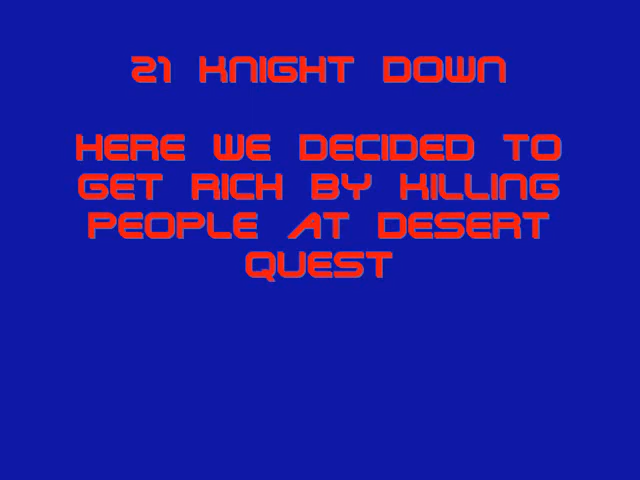 21 KNIGHT DOWN
HERE WE DECIDED TO
GET RICH BY KILLING
PEOPLE AT DESERT
QUEST